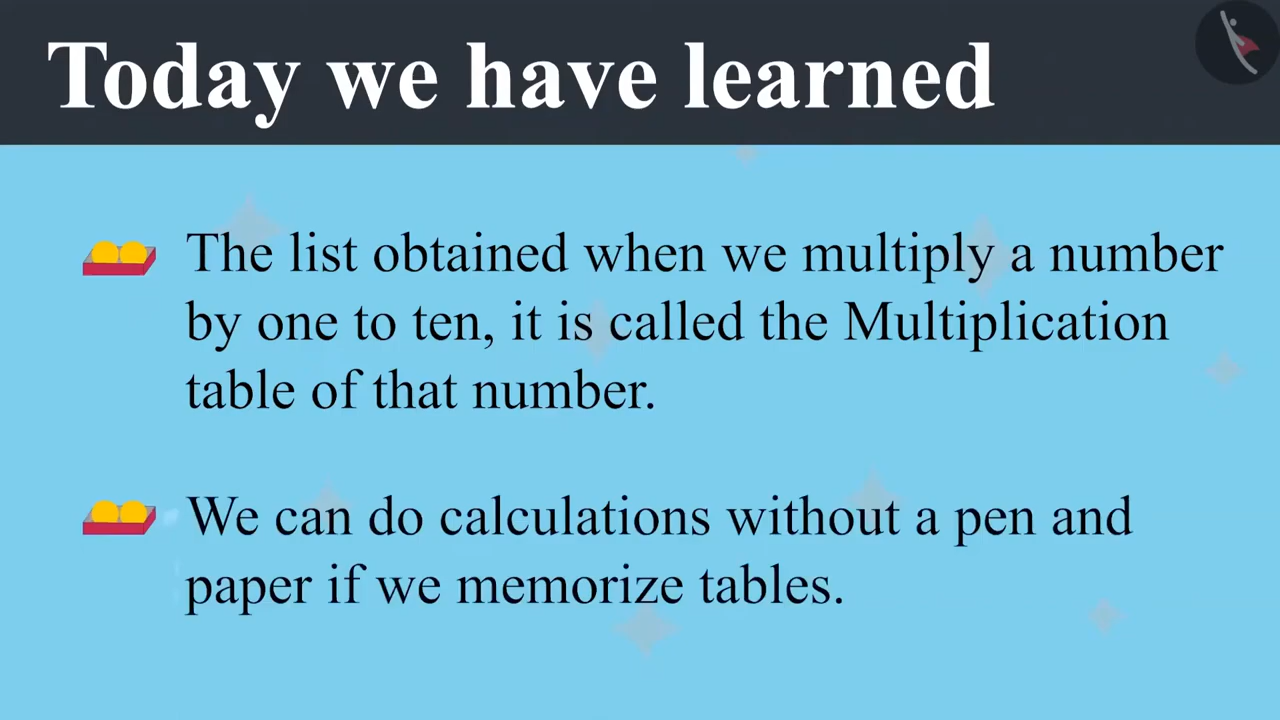 Today we have learned
The list obtained when we multiply a number
by one to ten, it is called the Multiplication
table of that number.
We can do calculations without a pen and
paper if we memorize tables.